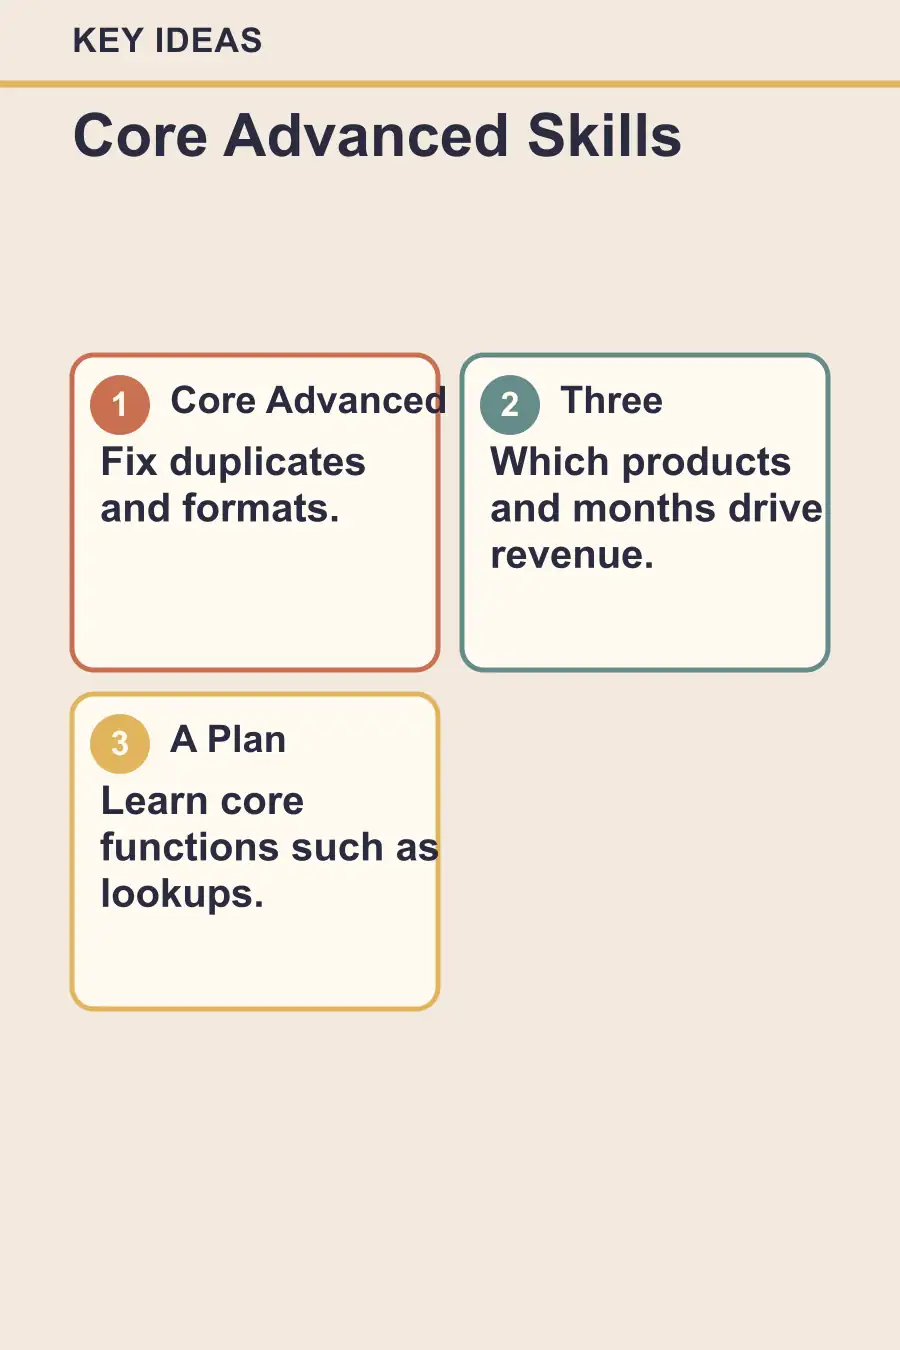 KEY IDEAS
Core Advanced Skills
1
Core Advanced
Fix duplicates
and formats.
2
Three
Which products
and months drive
revenue.
3
A Plan
Learn core
functions such as
lookups.